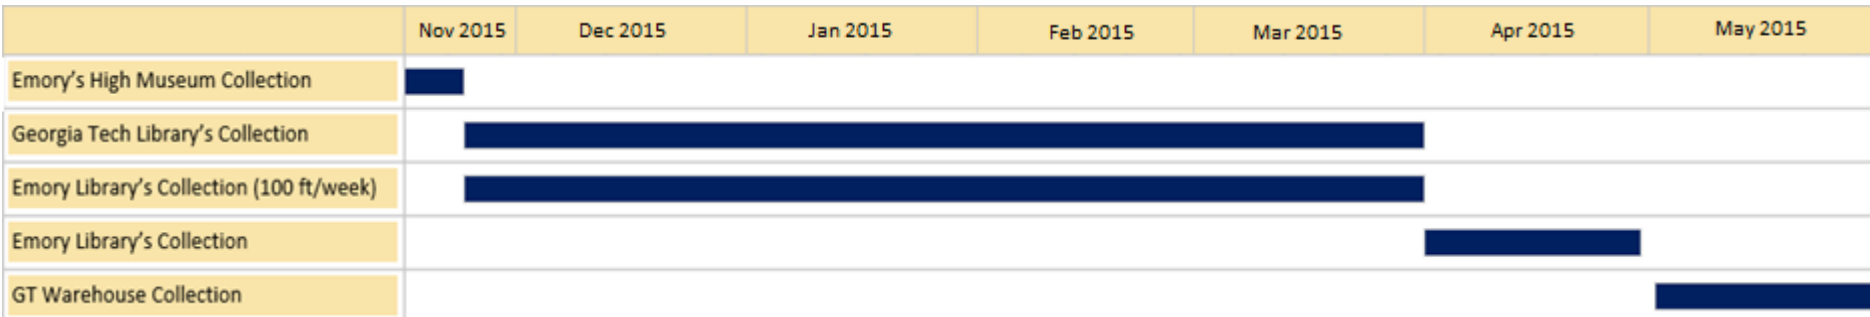 Nov 2015 Dec 2015 Jan 2015 Feb 2015 Mar 2015 Apr 2015 May 2015
Emory's High Museum Collection
Georgia Tech Library's Collection
Emory Library's Collection (100 ft/week)
Emory Library's Collection
GT Warehouse Collection